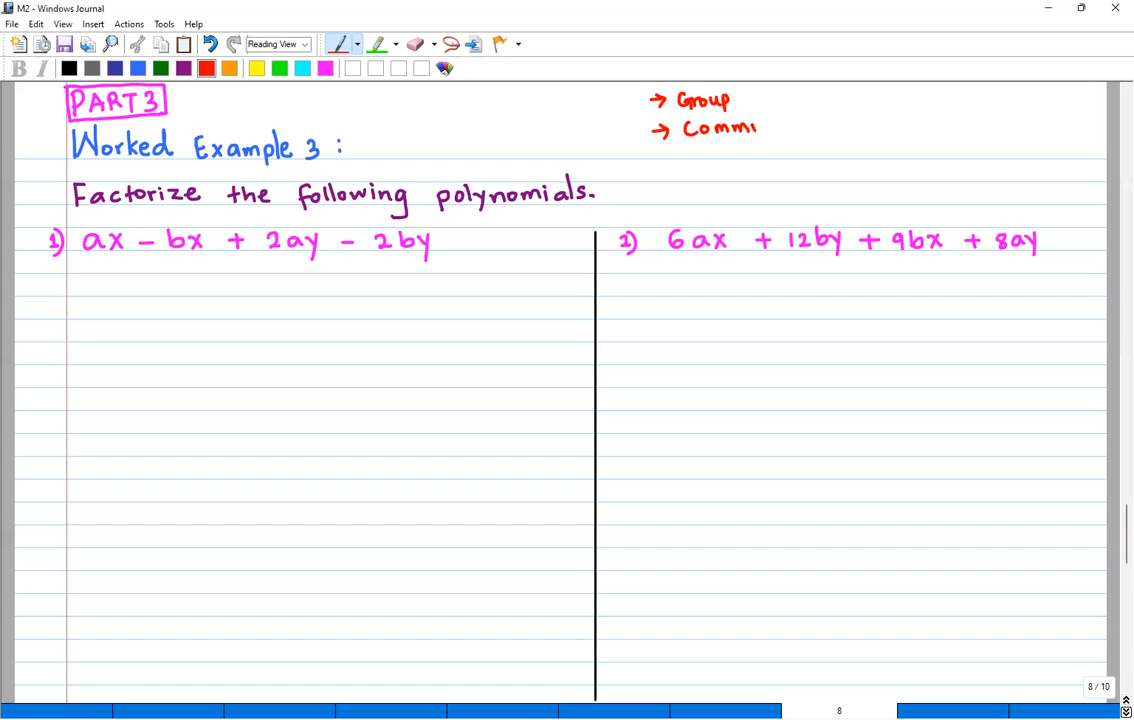 M2 - Windows Journal
File Edit View Insert Actions Tools Help
Reading View
B I
PART 3
→ Group
→ Commi
Worked Example 3 :
Factorize the following polynomials.
1) ax - bx + 2ay - 2by
2) 6ax + 12by + 9bx + 8ay
8 / 10
8